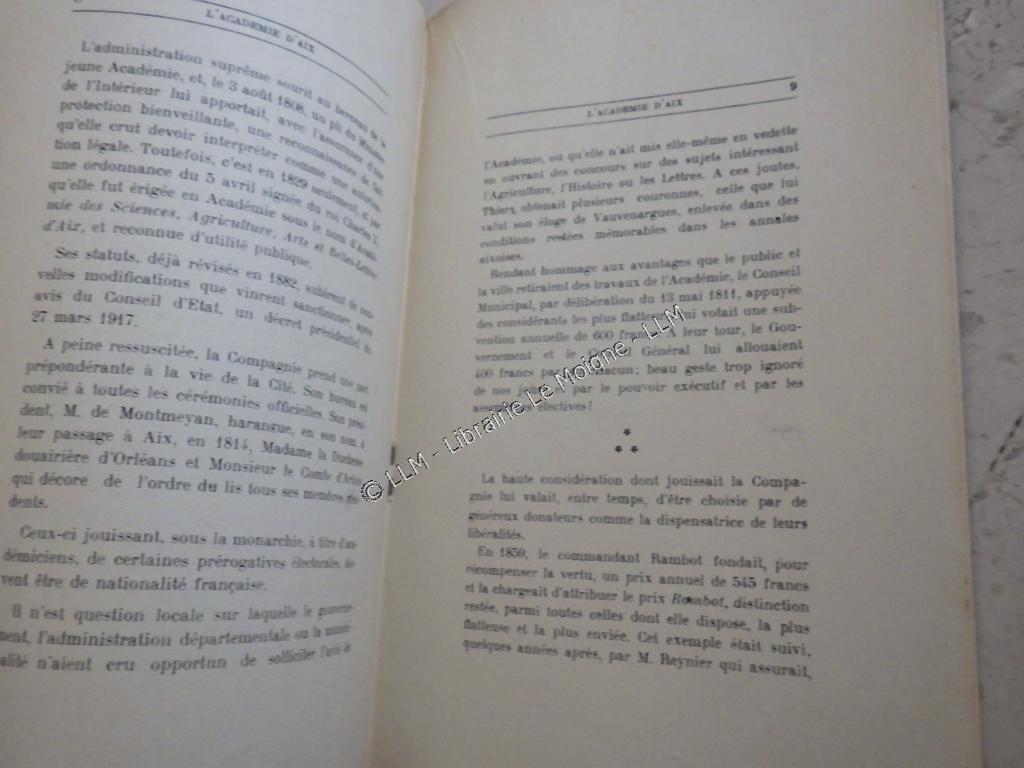 L'ACADEMIE D'AIX
L'administration suprême sourit au berceau de la
jeune Académie, et, le 3 août 1808, un pli du Ministre
de l'Intérieur lui apportait, avec l'assurance d'une
protection bienveillante, une reconnaissance de fait
qu'elle crut devoir interpréter comme une autorisa-
tion légale. Toutefois, c'est en 1829 seulement, et par
une ordonnance du 5 avril signée du roi Charles X,
qu'elle fut érigée en Académie sous le nom d'Acadé-
mie des Sciences, Agriculture, Arts et Belles-Lettres
d'Aix, et reconnue d'utilité publique.
Ses statuts, déjà révisés en 1882, subirent de nou-
velles modifications que vinrent sanctionner, après
avis du Conseil d'Etat, un décret présidentiel du
27 mars 1917.
A peine ressuscitée, la Compagnie prend une part
prépondérante à la vie de la Cité. Son bureau est
convié à toutes les cérémonies officielles. Son prési-
dent, M. de Montmeyan, harangue, en son nom, à
leur passage à Aix, en 1814, Madame la Duchesse
douairière d'Orléans et Monsieur le Comte d'Artois
qui décore de l'ordre du lis tous ses membres rési-
dents.
Ceux-ci jouissant, sous la monarchie, à titre d'aca-
démiciens, de certaines prérogatives électorales, doi-
vent être de nationalité française.
Il n'est question locale sur laquelle le gouverne-
ment, l'administration départementale ou la munici-
palité n'aient cru opportun de solliciter l'avis de
L'ACADEMIE D'AIX 9
l'Académie, ou qu'elle n'ait mis elle-même en vedette
en ouvrant des concours sur des sujets intéressant
l'Agriculture, l'Histoire ou les Lettres. A ces joutes,
Thiers obtenait plusieurs couronnes, celle que lui
valut son éloge de Vauvenargues, enlevée dans des
conditions restées mémorables dans les annales
aixoises.
Rendant hommage aux avantages que le public et
la ville retiraient des travaux de l'Académie, le Conseil
Municipal, par délibération du 13 mai 1811, appuyée
des considérants les plus flatteurs, lui votait une sub-
vention annuelle de 600 francs. A leur tour, le Gou-
vernement et le Conseil Général lui allouaient
400 francs par chacun ; beau geste trop ignoré
de nos jours par le pouvoir exécutif et par les
assemblées électives !
*
* *
La haute considération dont jouissait la Compa-
gnie lui valait, entre temps, d'être choisie par de
généreux donateurs comme la dispensatrice de leurs
libéralités.
En 1859, le commandant Rambot fondait, pour
récompenser la vertu, un prix annuel de 545 francs
et la chargeait d'attribuer le prix Rambot, distinction
restée, parmi toutes celles dont elle dispose, la plus
flatteuse et la plus enviée. Cet exemple était suivi,
quelques années après, par M. Reynier qui assurait,
© LLM - Librairie Le Moigne - LLM